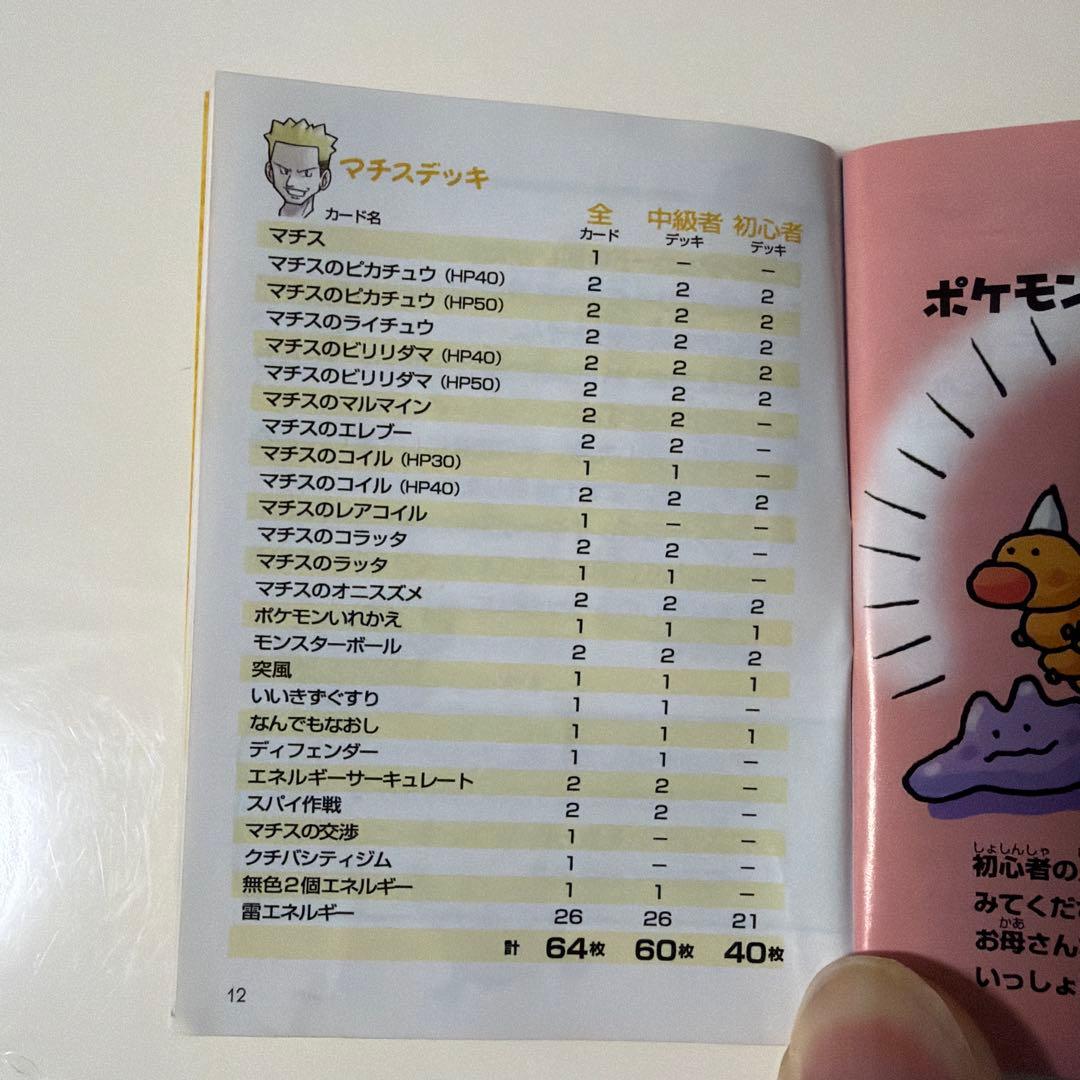 マチスデッキ
カード名 全カード 中級者デッキ 初心者デッキ
マチス 1 – –
マチスのピカチュウ (HP40) 2 2 2
マチスのピカチュウ (HP50) 2 2 2
マチスのライチュウ 2 2 2
マチスのビリリダマ (HP40) 2 2 2
マチスのビリリダマ (HP50) 2 2 2
マチスのマルマイン 2 2 –
マチスのエレブー 2 2 –
マチスのコイル (HP30) 1 1 –
マチスのコイル (HP40) 2 2 2
マチスのレアコイル 1 – –
マチスのコラッタ 2 2 –
マチスのラッタ 1 1 –
マチスのオニスズメ 2 2 2
ポケモンいれかえ 1 1 1
モンスターボール 2 2 2
突風 1 1 1
いいきずぐすり 1 1 –
なんでもなおし 1 1 1
ディフェンダー 1 1 –
エネルギーサーキュレート 2 2 –
スパイ作戦 2 2 –
マチスの交渉 1 – –
クチバシティジム 1 – –
無色2個エネルギー 1 1 –
雷エネルギー 26 26 21
計 64枚 60枚 40枚
12
ポケモン
しょしんしゃ
初心者の
みてくだ
かあ
お母さん
いっしょ